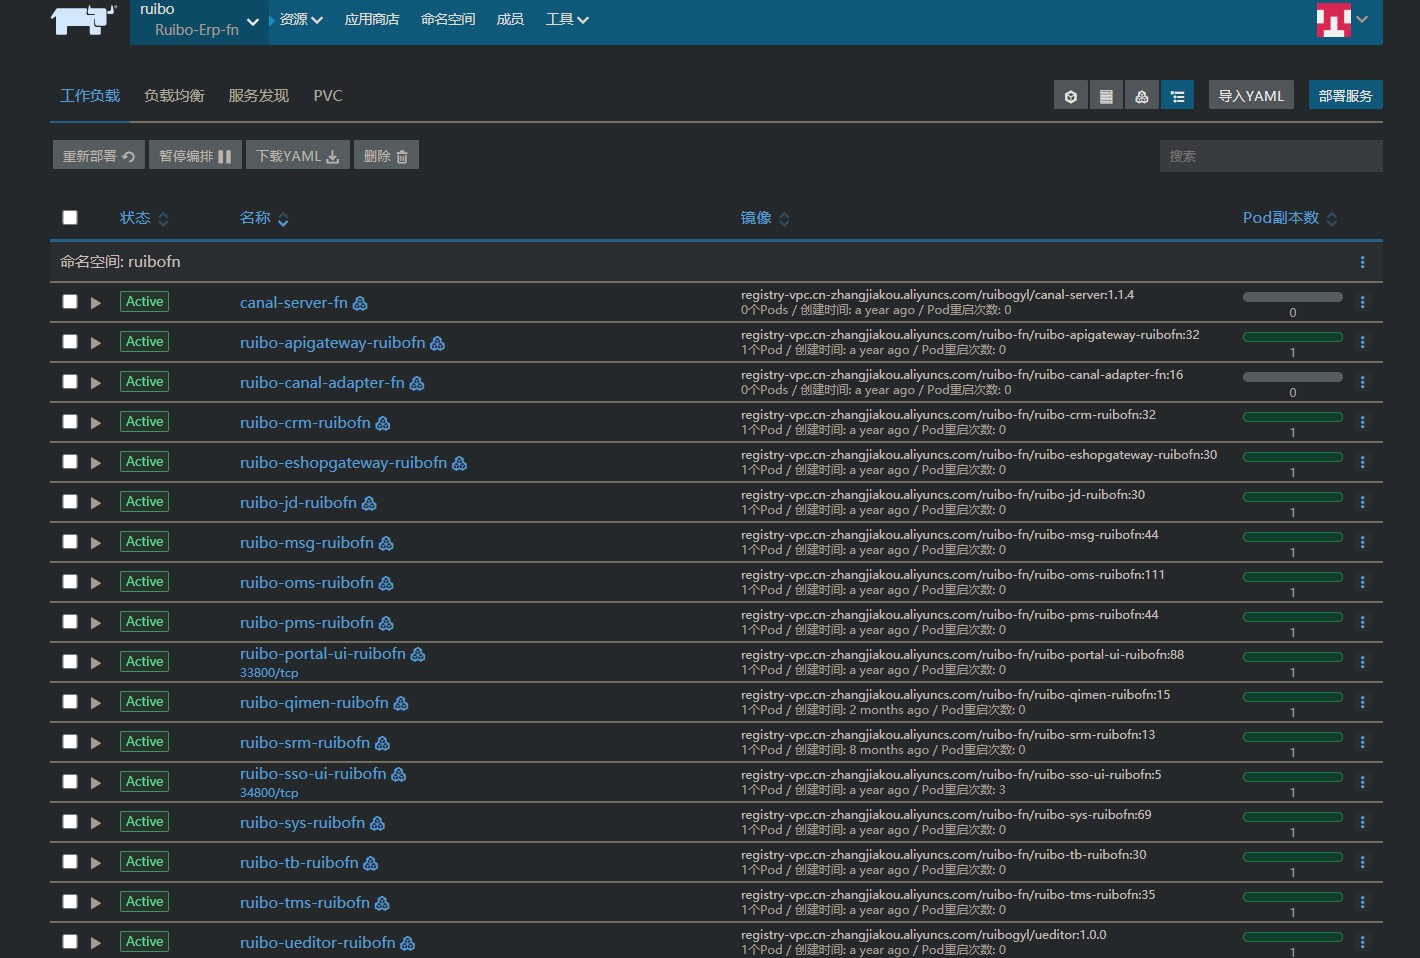 ruibo
Ruibo-Erp-fn
资源
应用商店
命名空间
成员
工具
工作负载
负载均衡
服务发现
PVC
导入YAML
部署服务
重新部署
暂停编排
下载YAML
删除
搜索
状态
名称
镜像
Pod副本数
命名空间: ruibofn
Active
canal-server-fn
registry-vpc.cn-zhangjiakou.aliyuncs.com/ruibogyl/canal-server:1.1.4
0个Pods / 创建时间: a year ago / Pod重启次数: 0
0
Active
ruibo-apigateway-ruibofn
registry-vpc.cn-zhangjiakou.aliyuncs.com/ruibo-fn/ruibo-apigateway-ruibofn:32
1个Pod / 创建时间: a year ago / Pod重启次数: 0
1
Active
ruibo-canal-adapter-fn
registry-vpc.cn-zhangjiakou.aliyuncs.com/ruibo-fn/ruibo-canal-adapter-fn:16
0个Pods / 创建时间: a year ago / Pod重启次数: 0
0
Active
ruibo-crm-ruibofn
registry-vpc.cn-zhangjiakou.aliyuncs.com/ruibo-fn/ruibo-crm-ruibofn:32
1个Pod / 创建时间: a year ago / Pod重启次数: 0
1
Active
ruibo-eshopgateway-ruibofn
registry-vpc.cn-zhangjiakou.aliyuncs.com/ruibo-fn/ruibo-eshopgateway-ruibofn:30
1个Pod / 创建时间: a year ago / Pod重启次数: 0
1
Active
ruibo-jd-ruibofn
registry-vpc.cn-zhangjiakou.aliyuncs.com/ruibo-fn/ruibo-jd-ruibofn:30
1个Pod / 创建时间: a year ago / Pod重启次数: 0
1
Active
ruibo-msg-ruibofn
registry-vpc.cn-zhangjiakou.aliyuncs.com/ruibo-fn/ruibo-msg-ruibofn:44
1个Pod / 创建时间: a year ago / Pod重启次数: 0
1
Active
ruibo-oms-ruibofn
registry-vpc.cn-zhangjiakou.aliyuncs.com/ruibo-fn/ruibo-oms-ruibofn:111
1个Pod / 创建时间: a year ago / Pod重启次数: 0
1
Active
ruibo-pms-ruibofn
registry-vpc.cn-zhangjiakou.aliyuncs.com/ruibo-fn/ruibo-pms-ruibofn:44
1个Pod / 创建时间: a year ago / Pod重启次数: 0
1
Active
ruibo-portal-ui-ruibofn
33800/tcp
registry-vpc.cn-zhangjiakou.aliyuncs.com/ruibo-fn/ruibo-portal-ui-ruibofn:88
1个Pod / 创建时间: a year ago / Pod重启次数: 0
1
Active
ruibo-qimen-ruibofn
registry-vpc.cn-zhangjiakou.aliyuncs.com/ruibo-fn/ruibo-qimen-ruibofn:15
1个Pod / 创建时间: 2 months ago / Pod重启次数: 0
1
Active
ruibo-srm-ruibofn
registry-vpc.cn-zhangjiakou.aliyuncs.com/ruibo-fn/ruibo-srm-ruibofn:13
1个Pod / 创建时间: 8 months ago / Pod重启次数: 0
1
Active
ruibo-sso-ui-ruibofn
34800/tcp
registry-vpc.cn-zhangjiakou.aliyuncs.com/ruibo-fn/ruibo-sso-ui-ruibofn:5
1个Pod / 创建时间: a year ago / Pod重启次数: 3
1
Active
ruibo-sys-ruibofn
registry-vpc.cn-zhangjiakou.aliyuncs.com/ruibo-fn/ruibo-sys-ruibofn:69
1个Pod / 创建时间: a year ago / Pod重启次数: 0
1
Active
ruibo-tb-ruibofn
registry-vpc.cn-zhangjiakou.aliyuncs.com/ruibo-fn/ruibo-tb-ruibofn:30
1个Pod / 创建时间: a year ago / Pod重启次数: 0
1
Active
ruibo-tms-ruibofn
registry-vpc.cn-zhangjiakou.aliyuncs.com/ruibo-fn/ruibo-tms-ruibofn:35
1个Pod / 创建时间: a year ago / Pod重启次数: 0
1
Active
ruibo-ueditor-ruibofn
registry-vpc.cn-zhangjiakou.aliyuncs.com/ruibogyl/ueditor:1.0.0
1个Pod / 创建时间: a year ago / Pod重启次数: 0
1